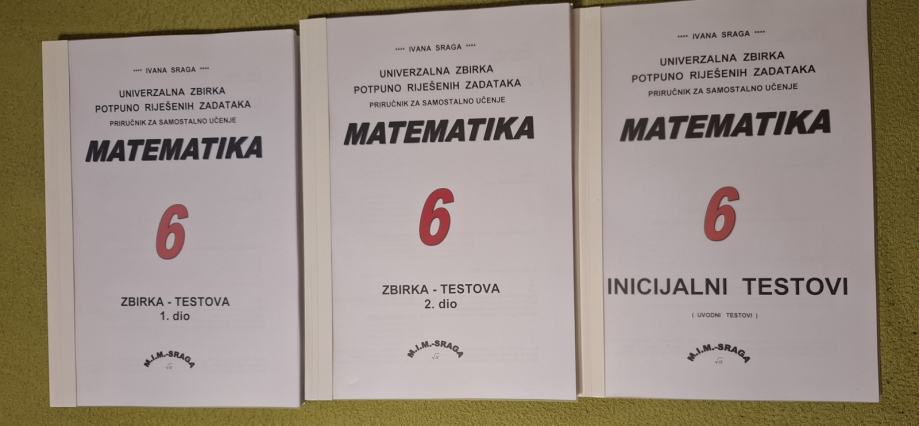 **** IVANA SRAGA ****
UNIVERZALNA ZBIRKA
POTPUNO RIJEŠENIH ZADATAKA
PRIRUČNIK ZA SAMOSTALNO UČENJE
MATEMATIKA
6
ZBIRKA - TESTOVA
1. dio
M.I.M.-SRAGA
**** IVANA SRAGA ****
UNIVERZALNA ZBIRKA
POTPUNO RIJEŠENIH ZADATAKA
PRIRUČNIK ZA SAMOSTALNO UČENJE
MATEMATIKA
6
ZBIRKA - TESTOVA
2. dio
M.I.M.-SRAGA
**** IVANA SRAGA ****
UNIVERZALNA ZBIRKA
POTPUNO RIJEŠENIH ZADATAKA
PRIRUČNIK ZA SAMOSTALNO UČENJE
MATEMATIKA
6
INICIJALNI TESTOVI
( UVODNI TESTOVI )
M.I.M.-SRAGA